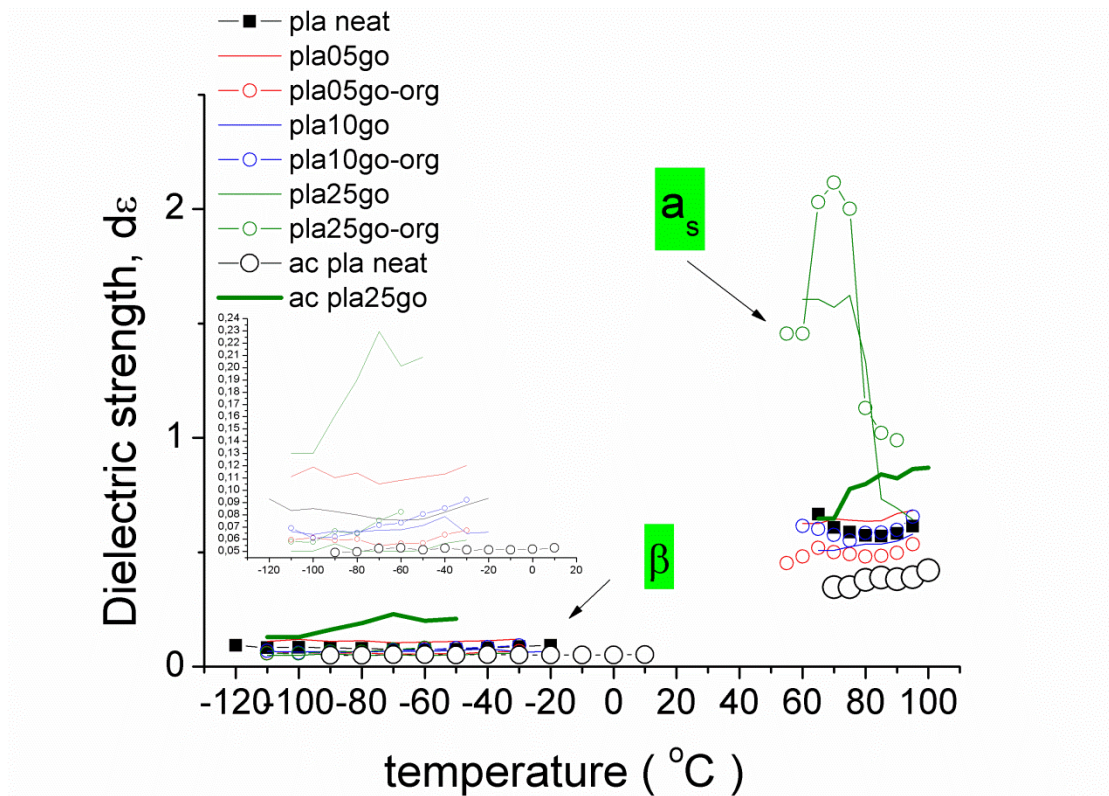 pla neat
pla05go
pla05go-org
pla10go
pla10go-org
pla25go
pla25go-org
ac pla neat
ac pla25go
Dielectric strength, dε
2
1
0
0,24
0,23
0,22
0,21
0,20
0,19
0,18
0,17
0,16
0,15
0,14
0,13
0,12
0,11
0,10
0,09
0,08
0,07
0,06
0,05
-120 -100 -80 -60 -40 -20 0 20
as
β
-120 -100 -80 -60 -40 -20 0 20 40 60 80 100
temperature ( °C )